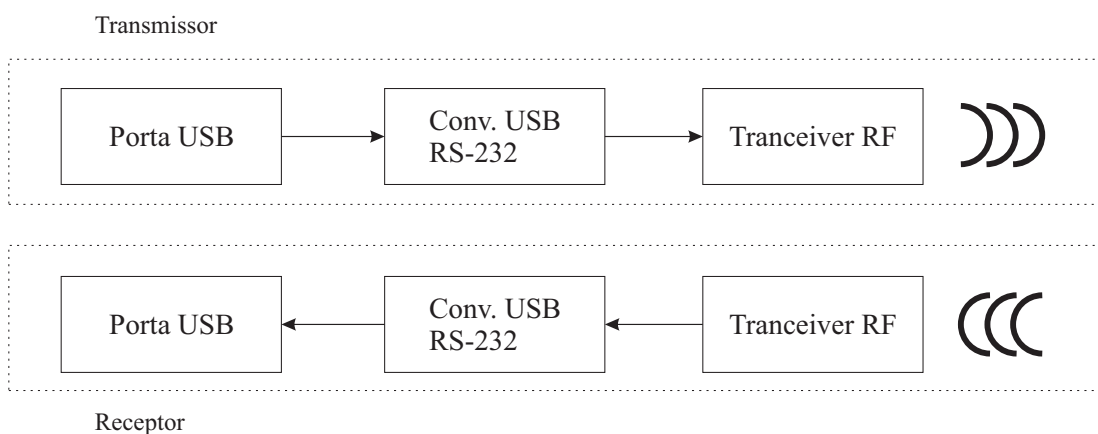 Transmissor
Porta USB
Conv. USB
RS-232
Tranceiver RF
Porta USB
Conv. USB
RS-232
Tranceiver RF
Receptor